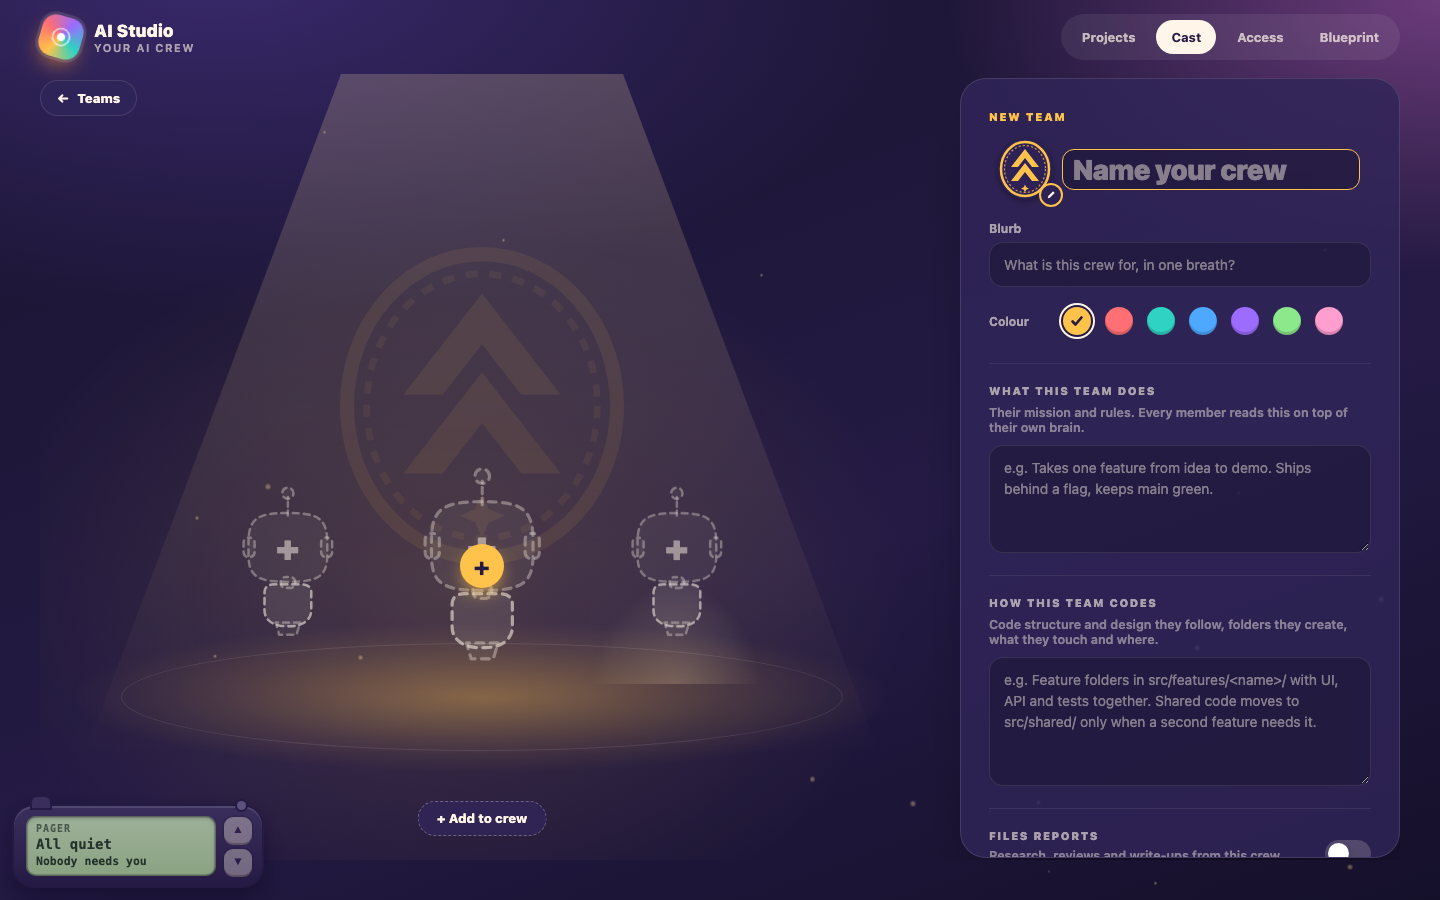 AI Studio
YOUR AI CREW
Projects
Cast
Access
Blueprint
← Teams
NEW TEAM
Name your crew
Blurb
What is this crew for, in one breath?
Colour
WHAT THIS TEAM DOES
Their mission and rules. Every member reads this on top of
their own brain.
e.g. Takes one feature from idea to demo. Ships
behind a flag, keeps main green.
HOW THIS TEAM CODES
Code structure and design they follow, folders they create,
what they touch and where.
e.g. Feature folders in src/features/<name>/ with UI,
API and tests together. Shared code moves to
src/shared/ only when a second feature needs it.
FILES REPORTS
Research, reviews and write-ups from this crew
+ Add to crew
PAGER
All quiet
Nobody needs you